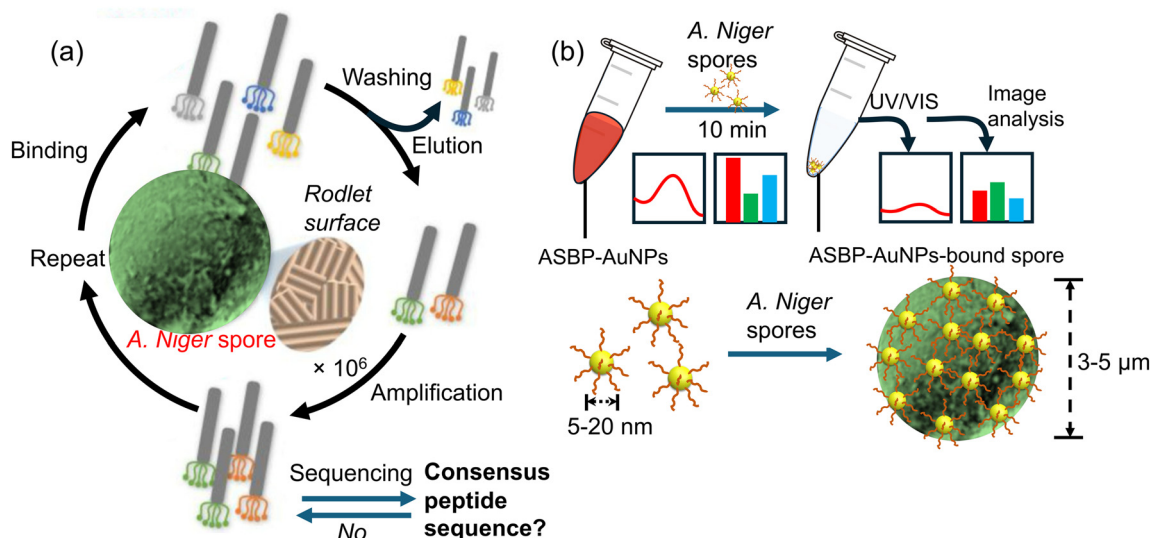 (a)
Washing
Elution
Binding
Rodlet
surface
Repeat
A. Niger spore
× 10⁶
Amplification
Sequencing
No
Consensus
peptide
sequence?
(b)
A. Niger
spores
10 min
UV/VIS
Image
analysis
ASBP-AuNPs
ASBP-AuNPs-bound spore
A. Niger
spores
5-20 nm
3-5 µm